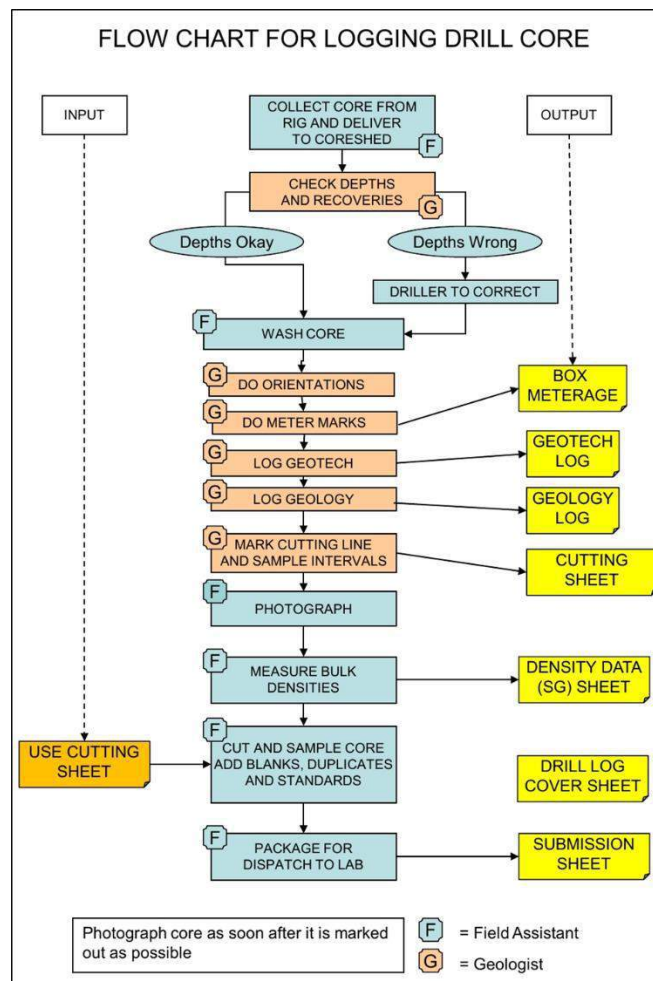 FLOW CHART FOR LOGGING DRILL CORE
INPUT
COLLECT CORE FROM
RIG AND DELIVER
TO CORESHED
F
OUTPUT
CHECK DEPTHS
AND RECOVERIES
G
Depths Okay
Depths Wrong
DRILLER TO CORRECT
F
WASH CORE
G
DO ORIENTATIONS
BOX
METERAGE
G
DO METER MARKS
G
LOG GEOTECH
GEOTECH
LOG
G
LOG GEOLOGY
GEOLOGY
LOG
G
MARK CUTTING LINE
AND SAMPLE INTERVALS
CUTTING
SHEET
F
PHOTOGRAPH
F
MEASURE BULK
DENSITIES
DENSITY DATA
(SG) SHEET
F
CUT AND SAMPLE CORE
ADD BLANKS, DUPLICATES
AND STANDARDS
USE CUTTING
SHEET
DRILL LOG
COVER SHEET
F
PACKAGE FOR
DISPATCH TO LAB
SUBMISSION
SHEET
Photograph core as soon after it is marked
out as possible
F = Field Assistant
G = Geologist